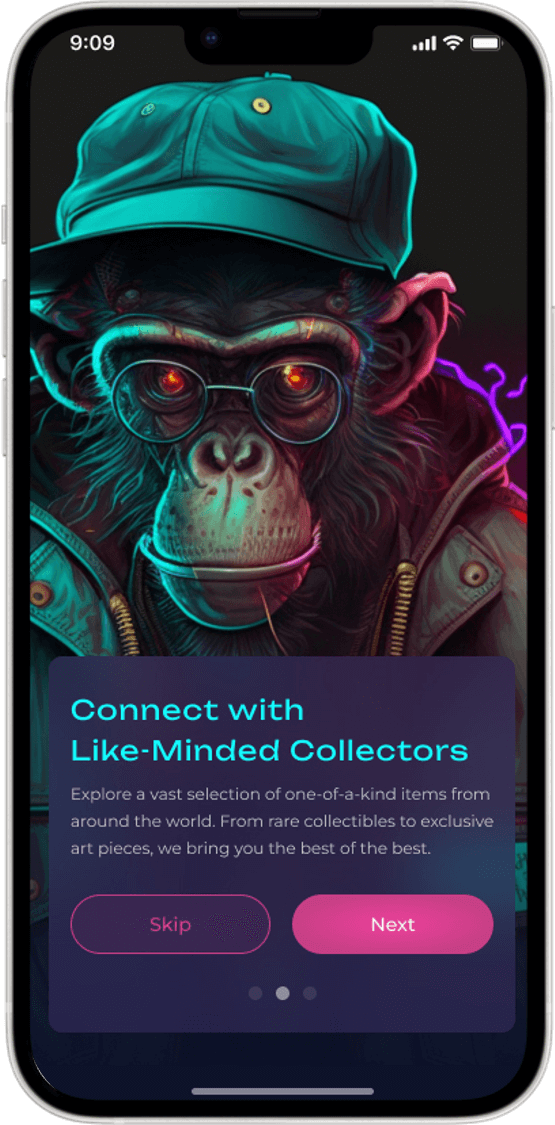 9:09
Connect with
Like-Minded Collectors
Explore a vast selection of one-of-a-kind items from
around the world. From rare collectibles to exclusive
art pieces, we bring you the best of the best.
Skip
Next